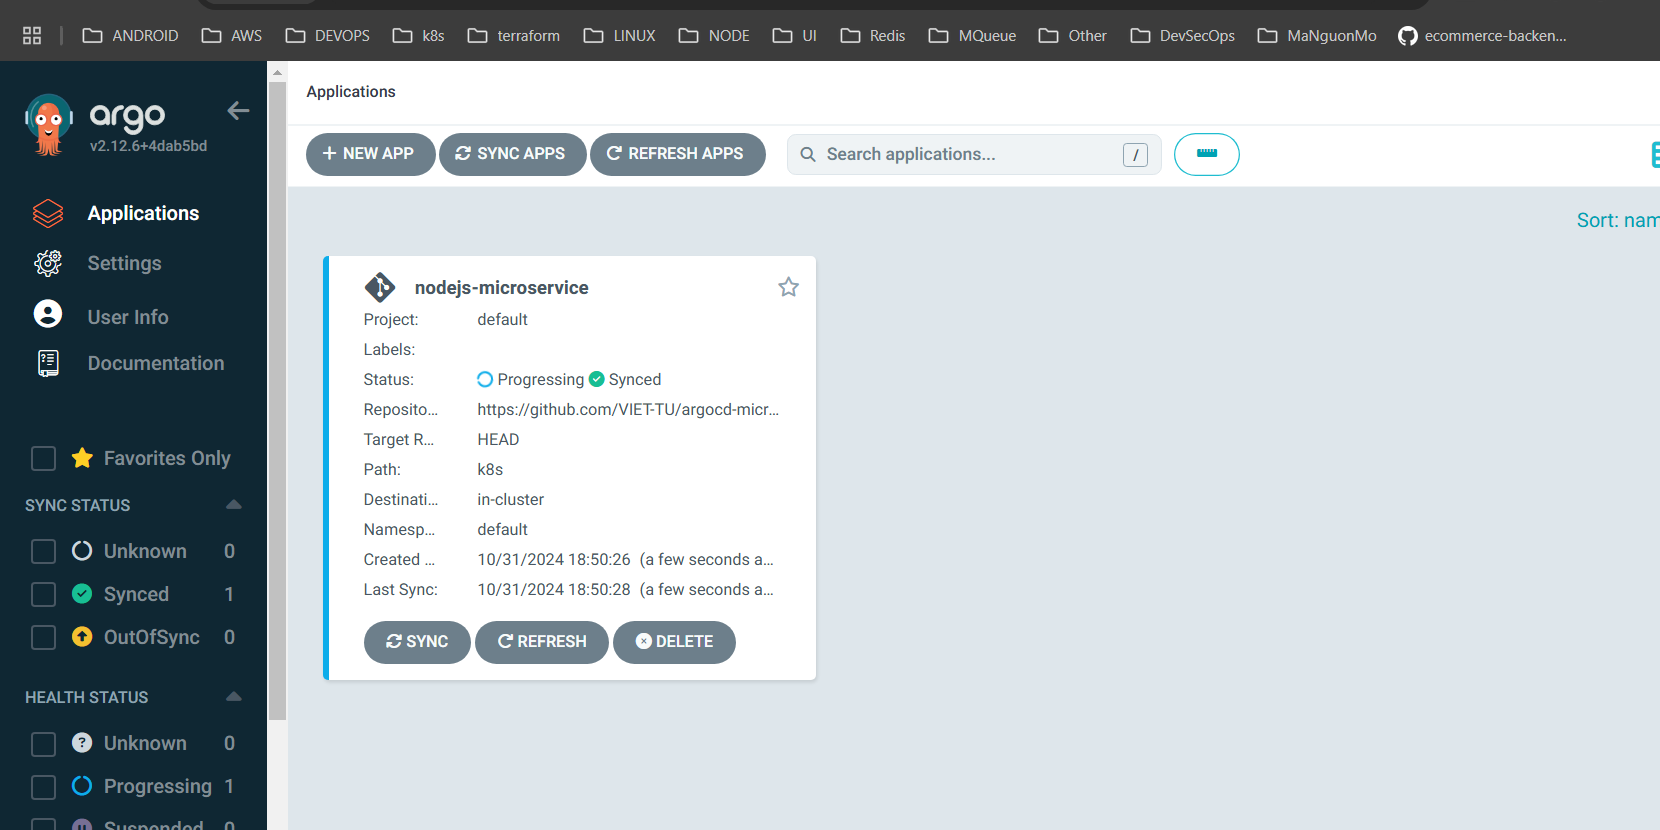 ANDROID AWS DEVOPS k8s terraform LINUX NODE UI Redis MQueue Other DevSecOps MaNguonMo ecommerce-backen...
argo
v2.12.6+4dab5bd
Applications
Settings
User Info
Documentation
Favorites Only
SYNC STATUS
Unknown 0
Synced 1
OutOfSync 0
HEALTH STATUS
Unknown 0
Progressing 1
Suspended 0
Applications
+ NEW APP SYNC APPS REFRESH APPS Search applications... /
Sort: nam
nodejs-microservice
Project: default
Labels:
Status: Progressing Synced
Reposito... https://github.com/VIET-TU/argocd-micr...
Target R... HEAD
Path: k8s
Destinati... in-cluster
Namesp... default
Created ... 10/31/2024 18:50:26 (a few seconds a...
Last Sync: 10/31/2024 18:50:28 (a few seconds a...
SYNC REFRESH DELETE